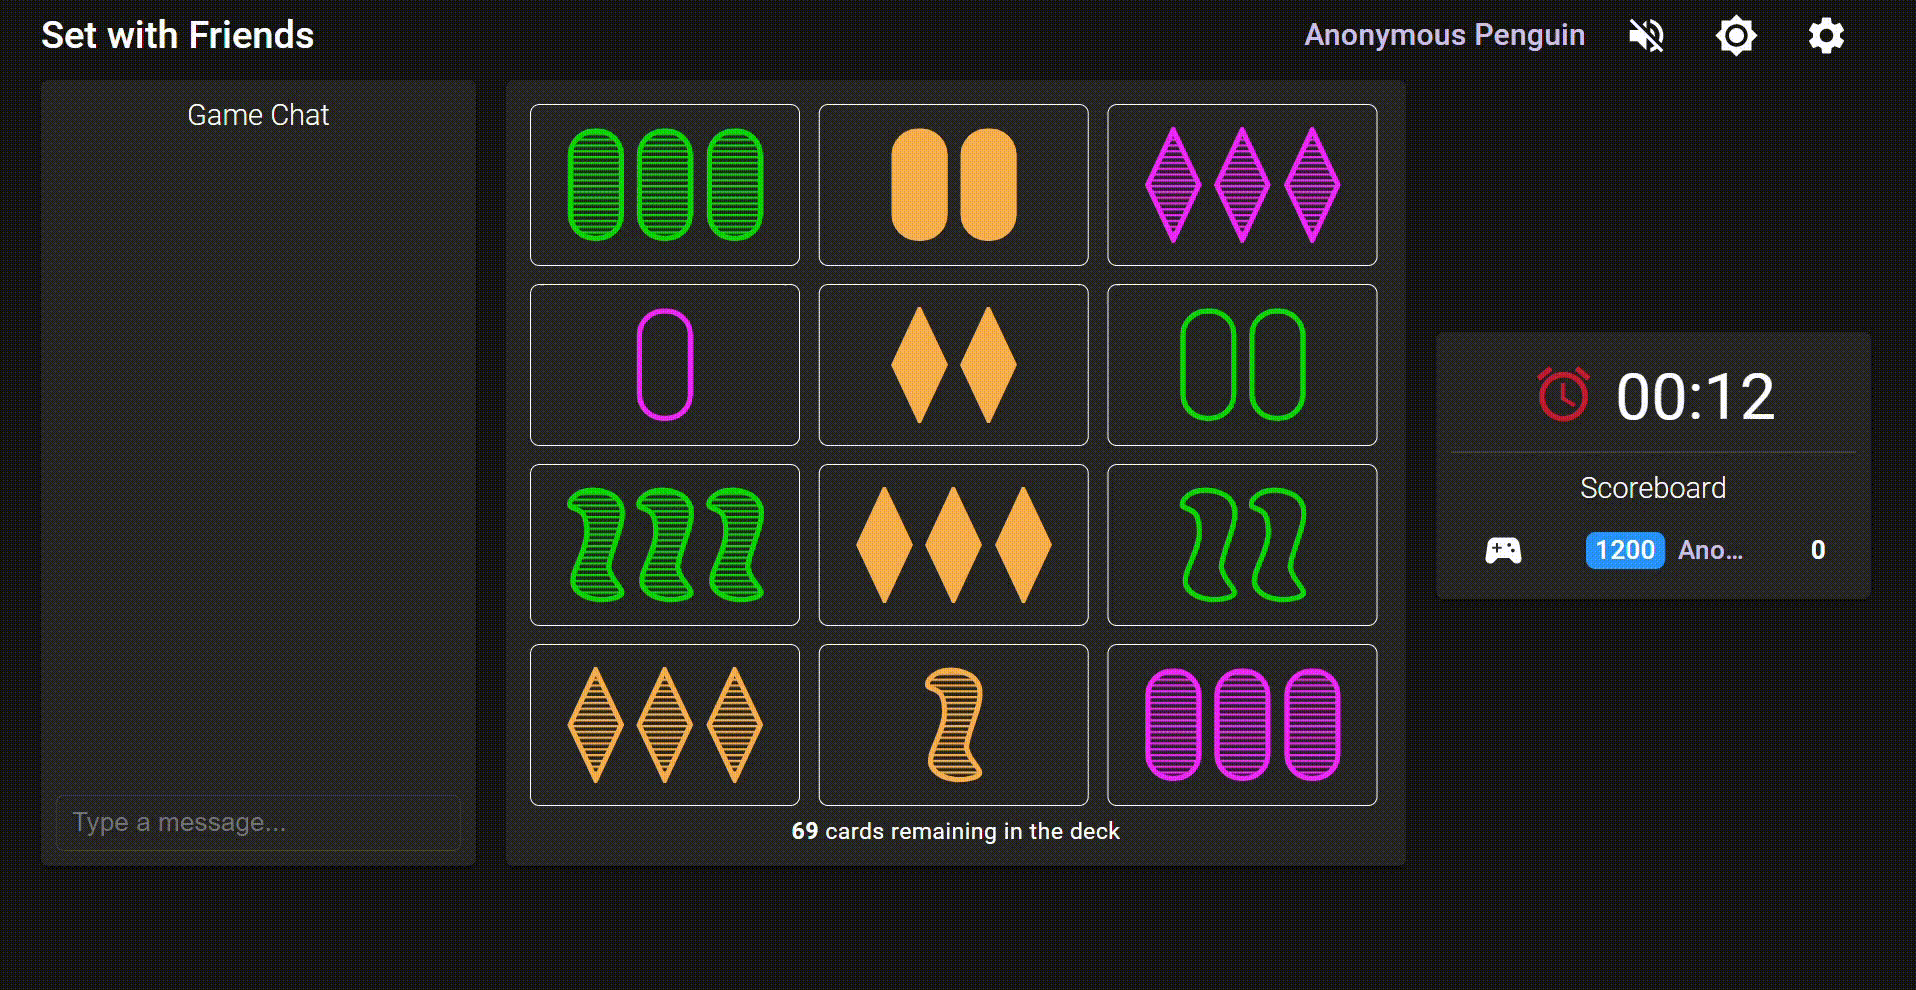 Set with Friends
Anonymous Penguin
Game Chat
00:12
Scoreboard
1200 Ano... 0
Type a message...
69 cards remaining in the deck